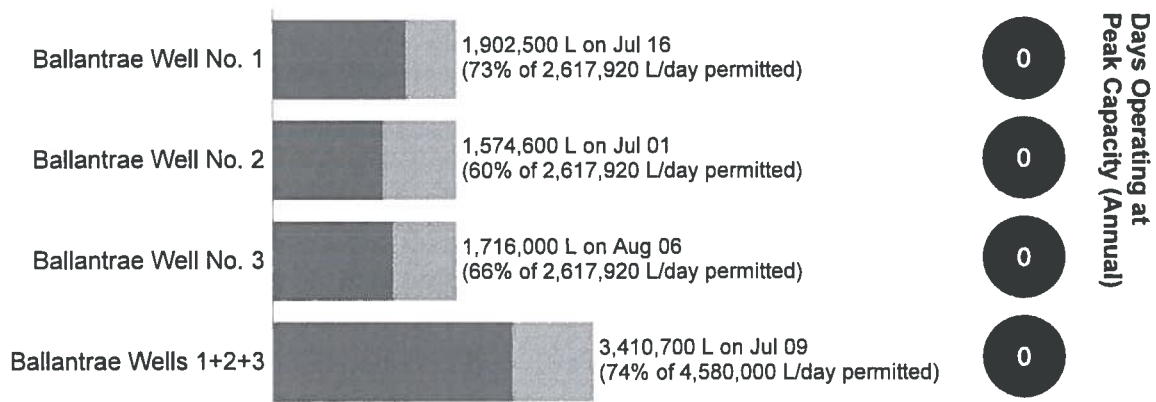 Ballantrae Well No. 1
1,902,500 L on Jul 16
(73% of 2,617,920 L/day permitted)
0
Ballantrae Well No. 2
1,574,600 L on Jul 01
(60% of 2,617,920 L/day permitted)
0
Ballantrae Well No. 3
1,716,000 L on Aug 06
(66% of 2,617,920 L/day permitted)
0
Ballantrae Wells 1+2+3
3,410,700 L on Jul 09
(74% of 4,580,000 L/day permitted)
0
Days Operating at
Peak Capacity (Annual)